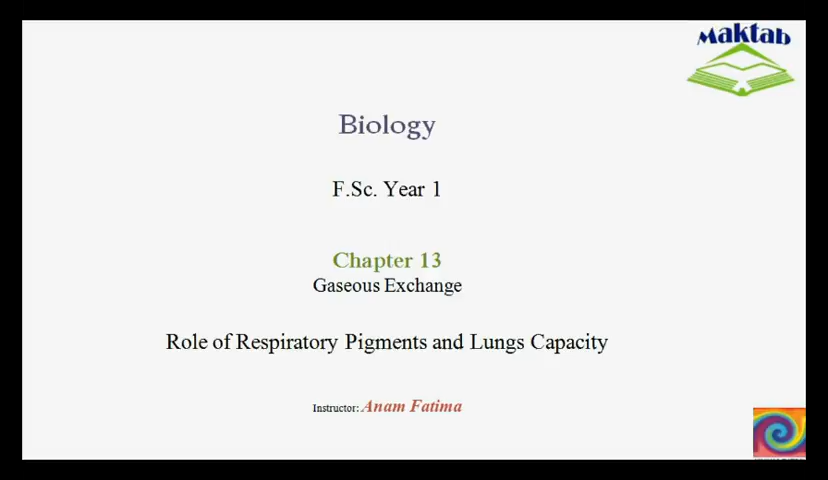 Maktab
Biology
F.Sc. Year 1
Chapter 13
Gaseous Exchange
Role of Respiratory Pigments and Lungs Capacity
Instructor: Anam Fatima